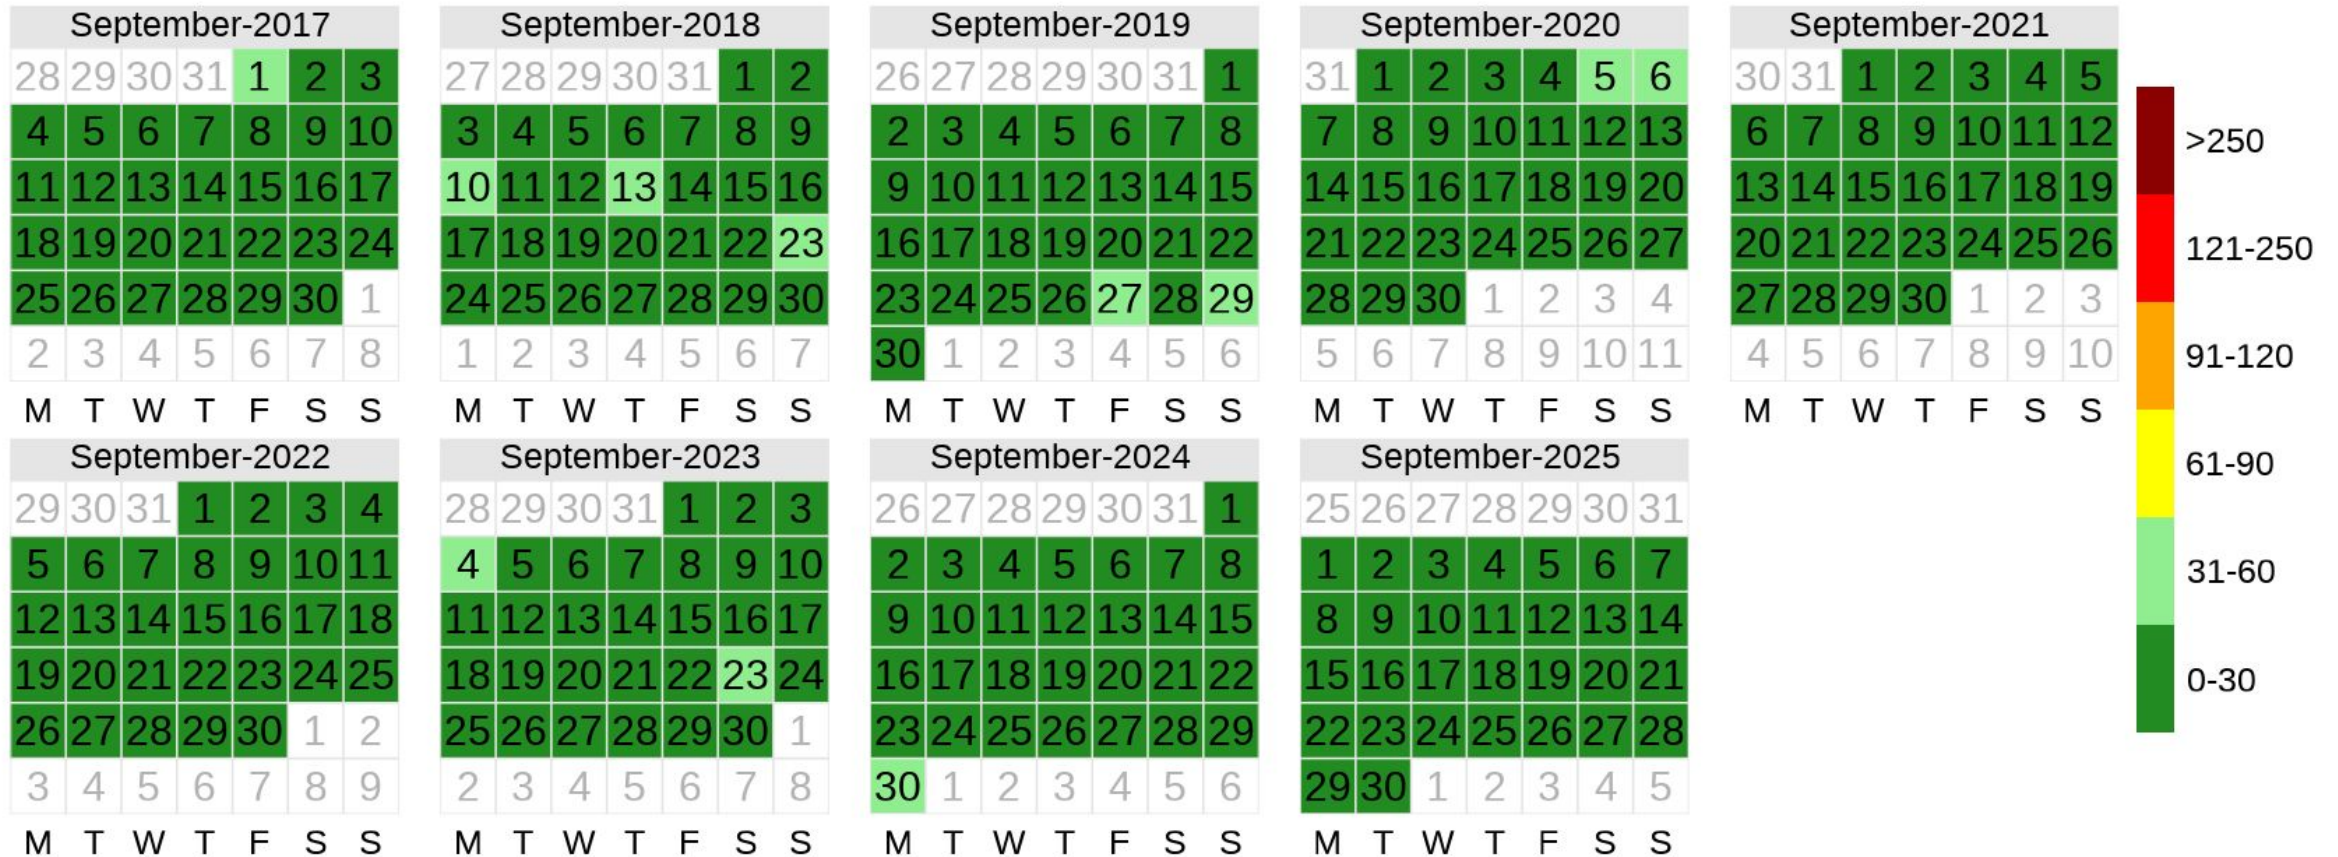 September-2017 September-2018 September-2019 September-2020 September-2021
28 29 30 31 1 2 3 27 28 29 30 31 1 2 26 27 28 29 30 31 1 31 1 2 3 4 5 6 30 31 1 2 3 4 5
4 5 6 7 8 9 10 3 4 5 6 7 8 9 2 3 4 5 6 7 8 7 8 9 10 11 12 13 6 7 8 9 10 11 12
>250
11 12 13 14 15 16 17 10 11 12 13 14 15 16 9 10 11 12 13 14 15 14 15 16 17 18 19 20 13 14 15 16 17 18 19
18 19 20 21 22 23 24 17 18 19 20 21 22 23 16 17 18 19 20 21 22 21 22 23 24 25 26 27 20 21 22 23 24 25 26
121-250
25 26 27 28 29 30 1 24 25 26 27 28 29 30 23 24 25 26 27 28 29 28 29 30 1 2 3 4 27 28 29 30 1 2 3
2 3 4 5 6 7 8 1 2 3 4 5 6 7 30 1 2 3 4 5 6 5 6 7 8 9 10 11 4 5 6 7 8 9 10
91-120
M T W T F S S M T W T F S S M T W T F S S M T W T F S S M T W T F S S
September-2022 September-2023 September-2024 September-2025
61-90
29 30 31 1 2 3 4 28 29 30 31 1 2 3 26 27 28 29 30 31 1 25 26 27 28 29 30 31
5 6 7 8 9 10 11 4 5 6 7 8 9 10 2 3 4 5 6 7 8 1 2 3 4 5 6 7
31-60
12 13 14 15 16 17 18 11 12 13 14 15 16 17 9 10 11 12 13 14 15 8 9 10 11 12 13 14
19 20 21 22 23 24 25 18 19 20 21 22 23 24 16 17 18 19 20 21 22 15 16 17 18 19 20 21
0-30
26 27 28 29 30 1 2 25 26 27 28 29 30 1 23 24 25 26 27 28 29 22 23 24 25 26 27 28
3 4 5 6 7 8 9 2 3 4 5 6 7 8 30 1 2 3 4 5 6 29 30 1 2 3 4 5
M T W T F S S M T W T F S S M T W T F S S M T W T F S S